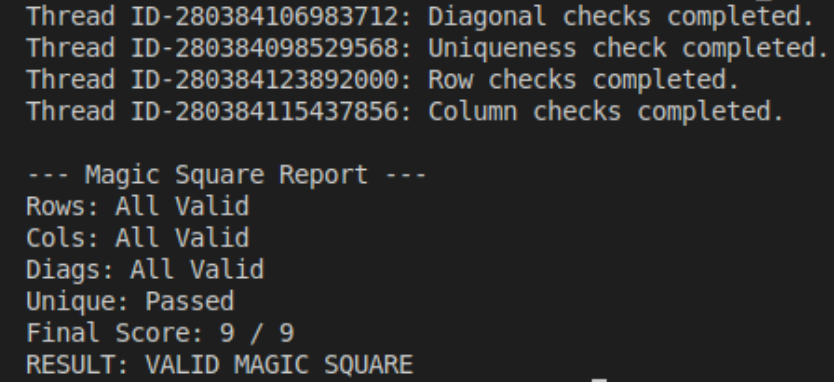 Thread ID-280384106983712: Diagonal checks completed.
Thread ID-280384098529568: Uniqueness check completed.
Thread ID-280384123892000: Row checks completed.
Thread ID-280384115437856: Column checks completed.
--- Magic Square Report ---
Rows: All Valid
Cols: All Valid
Diags: All Valid
Unique: Passed
Final Score: 9 / 9
RESULT: VALID MAGIC SQUARE